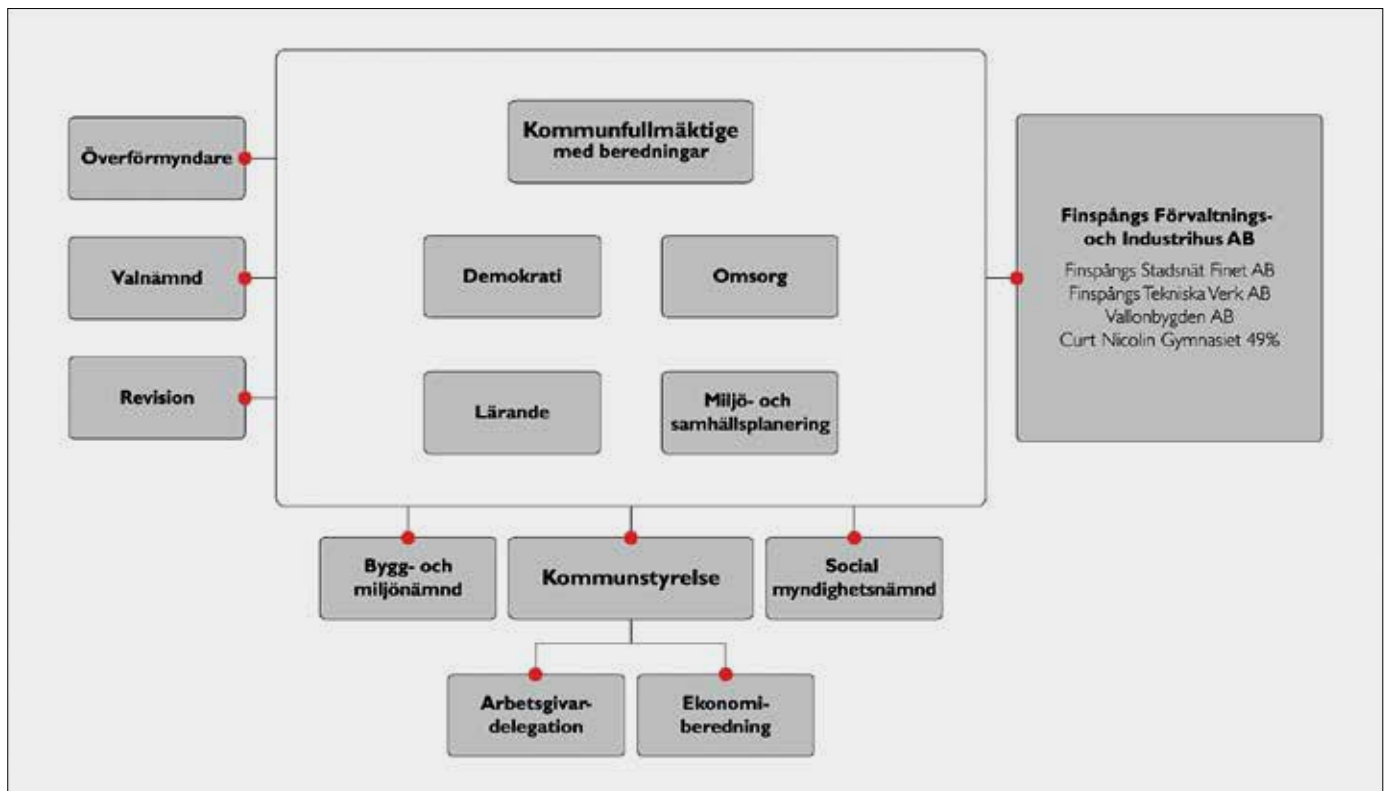 Kommunfullmäktige
med beredningar
Överförmyndare
Valnämnd
Revision
Demokrati
Omsorg
Lärande
Miljö- och
samhällsplanering
Finspångs Förvaltnings-
och Industrihus AB
Finspångs Stadsnät Finet AB
Finspångs Tekniska Verk AB
Vallonbygden AB
Curt Nicolin Gymnasiet 49%
Bygg- och
miljönämnd
Kommunstyrelse
Social
myndighetsnämnd
Arbetsgivar-
delegation
Ekonomi-
beredning